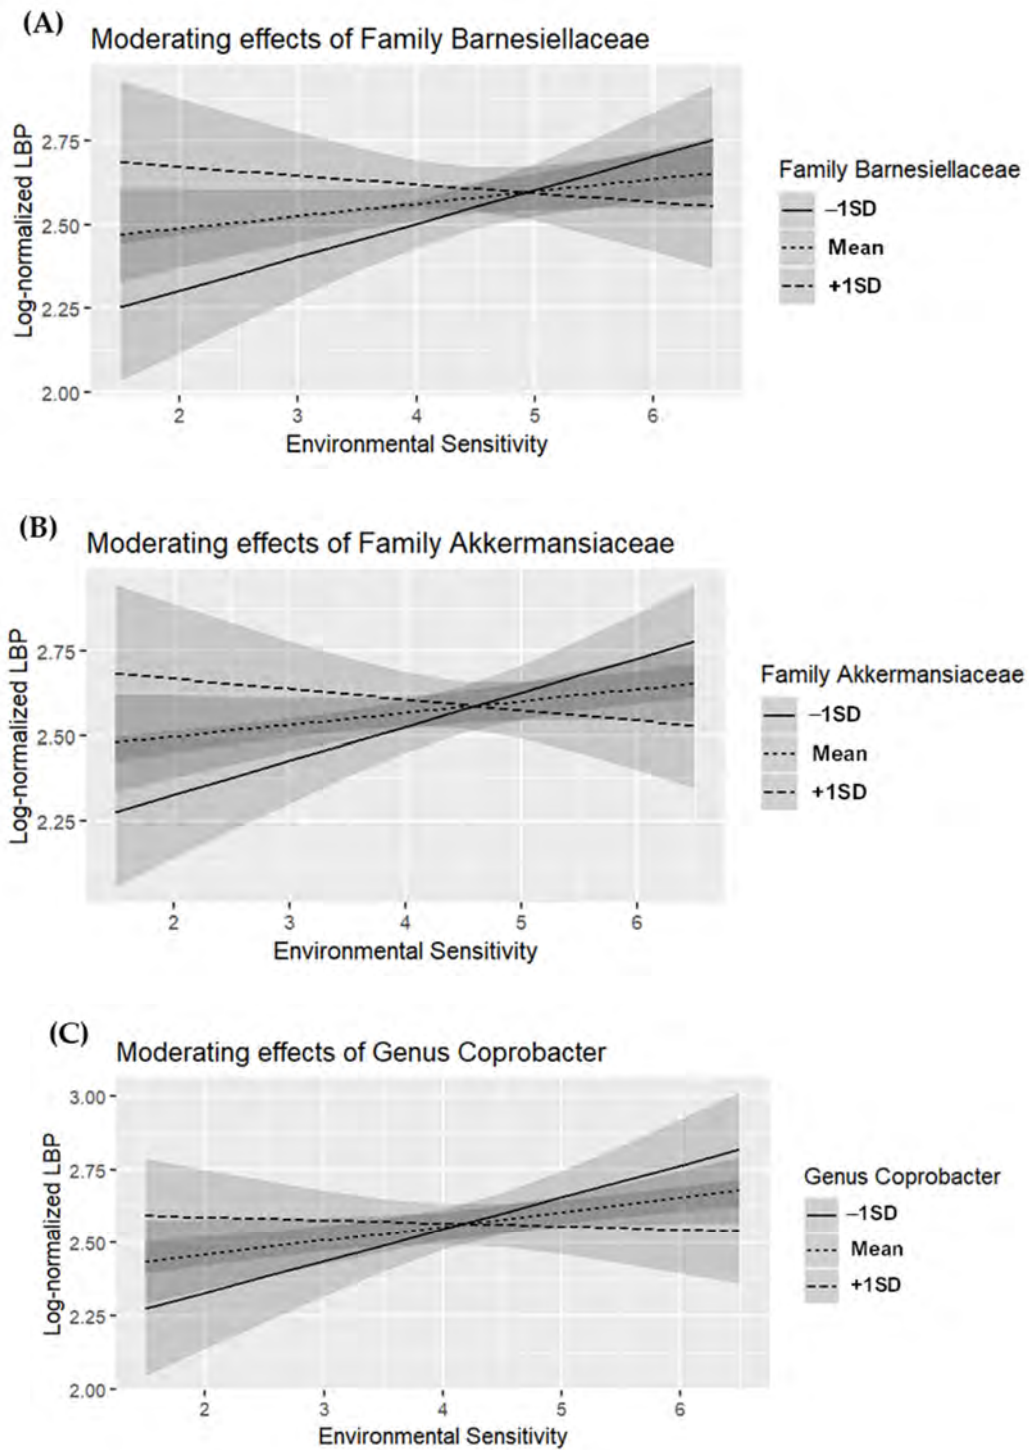 (A)
Moderating effects of Family Barnesiellaceae
Log-normalized LBP
2.75
2.50
2.25
2.00
2 3 4 5 6
Environmental Sensitivity
Family Barnesiellaceae
−1SD
Mean
+1SD
(B)
Moderating effects of Family Akkermansiaceae
Log-normalized LBP
2.75
2.50
2.25
2 3 4 5 6
Environmental Sensitivity
Family Akkermansiaceae
−1SD
Mean
+1SD
(C)
Moderating effects of Genus Coprobacter
Log-normalized LBP
3.00
2.75
2.50
2.25
2.00
2 3 4 5 6
Environmental Sensitivity
Genus Coprobacter
−1SD
Mean
+1SD